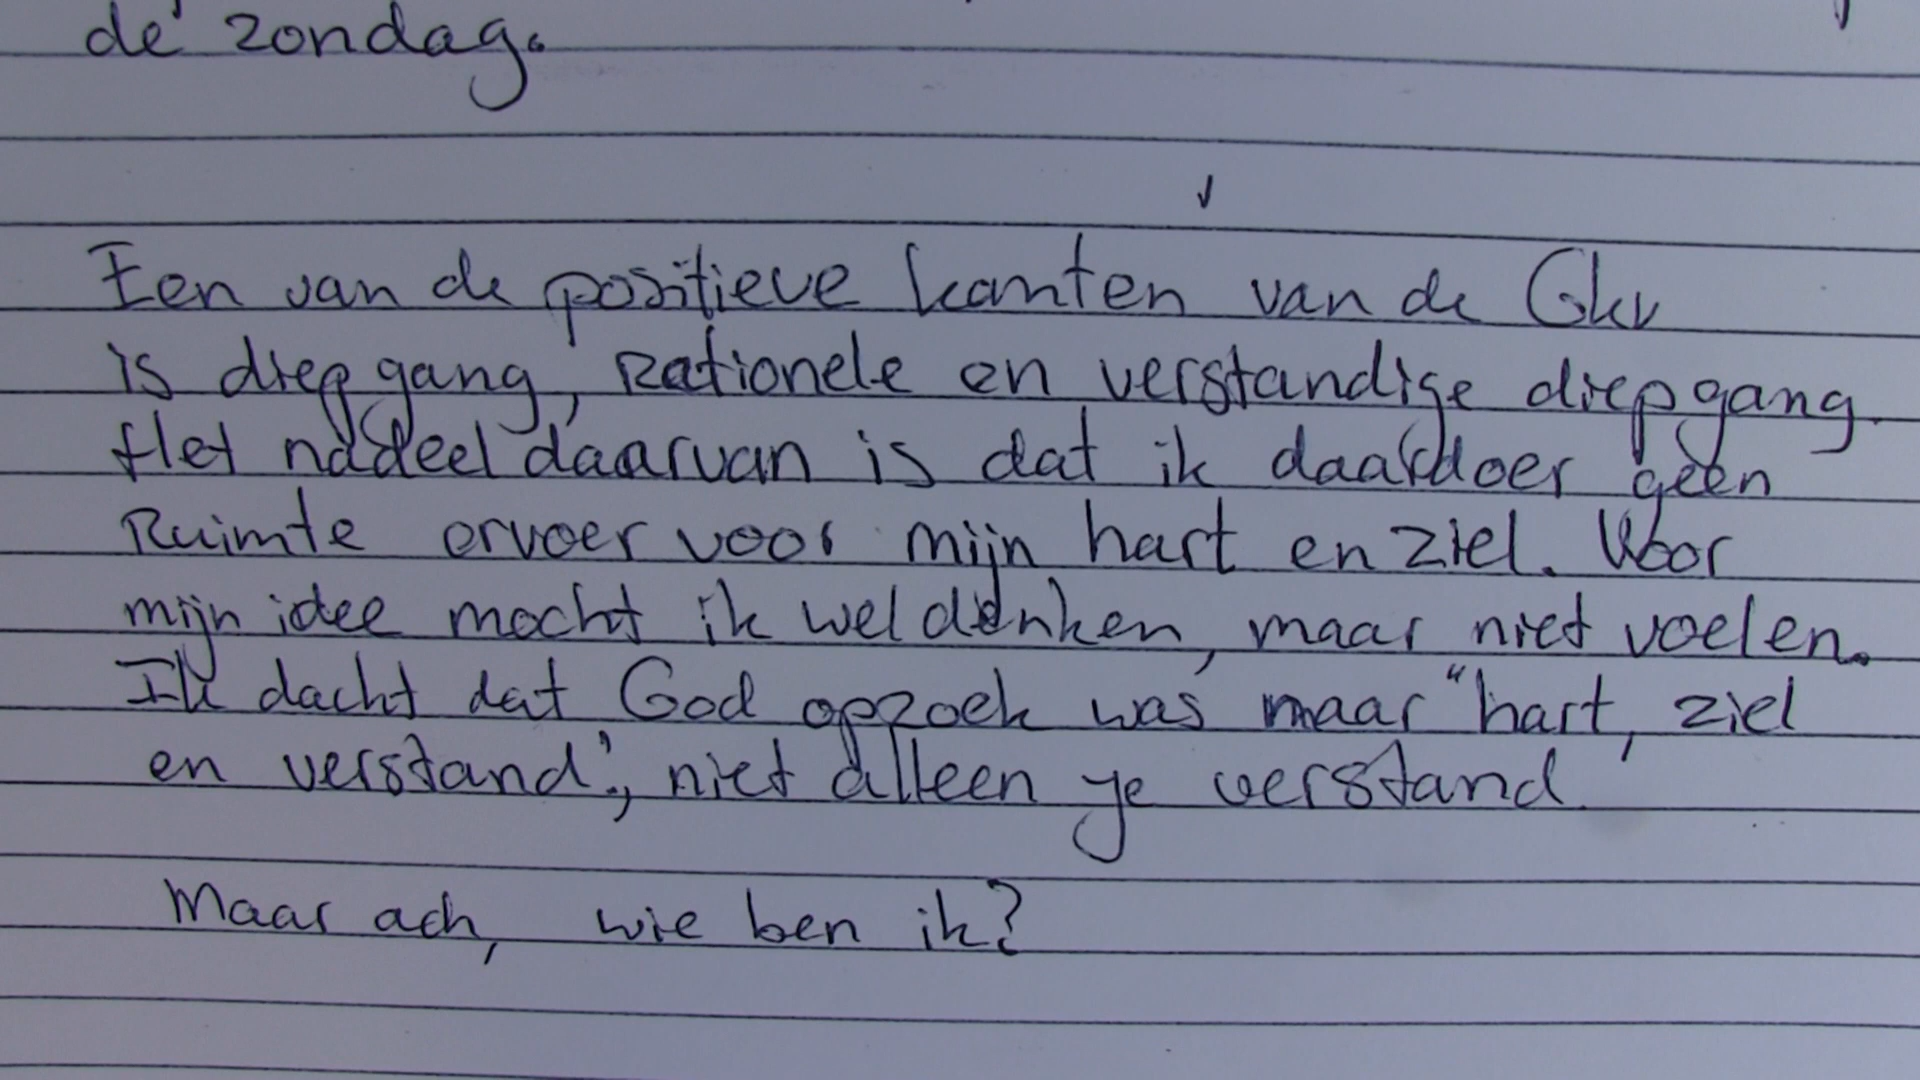 de zondag.
Een van de positieve kanten van de Gkv
is diepgang, Rationele en verstandige diepgang.
Het nadeel daarvan is dat ik daardoer geen
Ruimte ervoer voor mijn hart en ziel. Voor
mijn idee mocht ik wel denken, maar niet voelen.
Ik dacht dat God opzoek was maar "hart, ziel
en verstand", niet alleen je verstand.
Maar ach, wie ben ik?